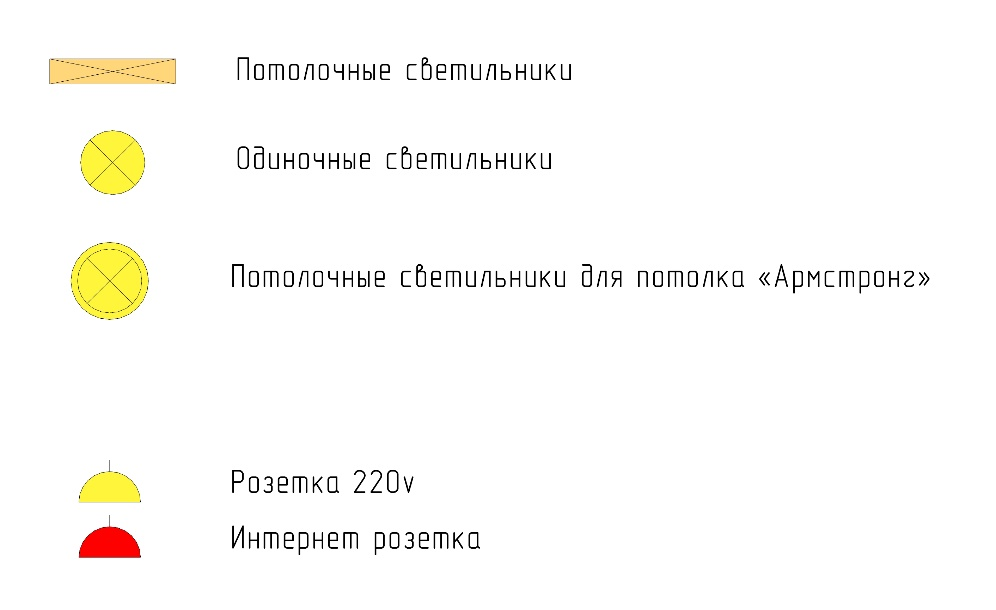 Потолочные светильники
Одиночные светильники
Потолочные светильники для потолка «Армстронг»
Розетка 220v
Интернет розетка